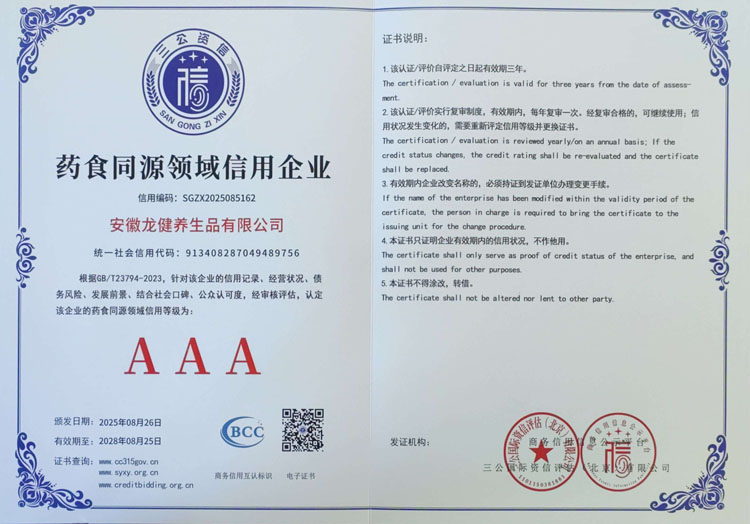 三公资信
信
SAN GONG ZI XIN
药食同源领域信用企业
信用编码：SGZX2025085162
安徽龙健养生品有限公司
统一社会信用代码：913408287049489756
根据GB/T23794-2023，针对该企业的信用记录、经营状况、债
务风险、发展前景、结合社会口碑、公众认可度，经审核评估，认定
该企业的药食同源领域信用等级为：
AAA
颁发日期：2025年08月26日
有效期至：2028年08月25日
证书查询：www.cc315gov.cn
www.syxy.org.cn
www.creditbidding.org.cn
BCC
商务信用互认标识
电子证书
证书说明：
1. 该认证/评价自评定之日起有效期三年。
The certification / evaluation is valid for three years from the date of assess-
ment.
2. 该认证/评价实行复审制度，有效期内，每年复审一次。经复审合格的，可继续使用；信
用状况发生变化的，需要重新评定信用等级并更换证书。
The certification / evaluation is reviewed yearly/on an annual basis; If the
credit status changes, the credit rating shall be re-evaluated and the certificate
shall be replaced.
3. 有效期内企业改变名称的，必须持证到发证单位办理变更手续。
If the name of the enterprise has been modified within the validity period of the
certificate, the person in charge is required to bring the certificate to the
issuing unit for the change procedure.
4. 本证书只证明企业有效期内的信用状况，不作他用。
The certificate shall only serve as proof of credit status of the enterprise, and
shall not be used for other purposes.
5. 本证书不得涂改，转借。
The certificate shall not be altered nor lent to other party.
发证机构：
商务信用信息公示平台
三公国际资信评估（北京）有限公司